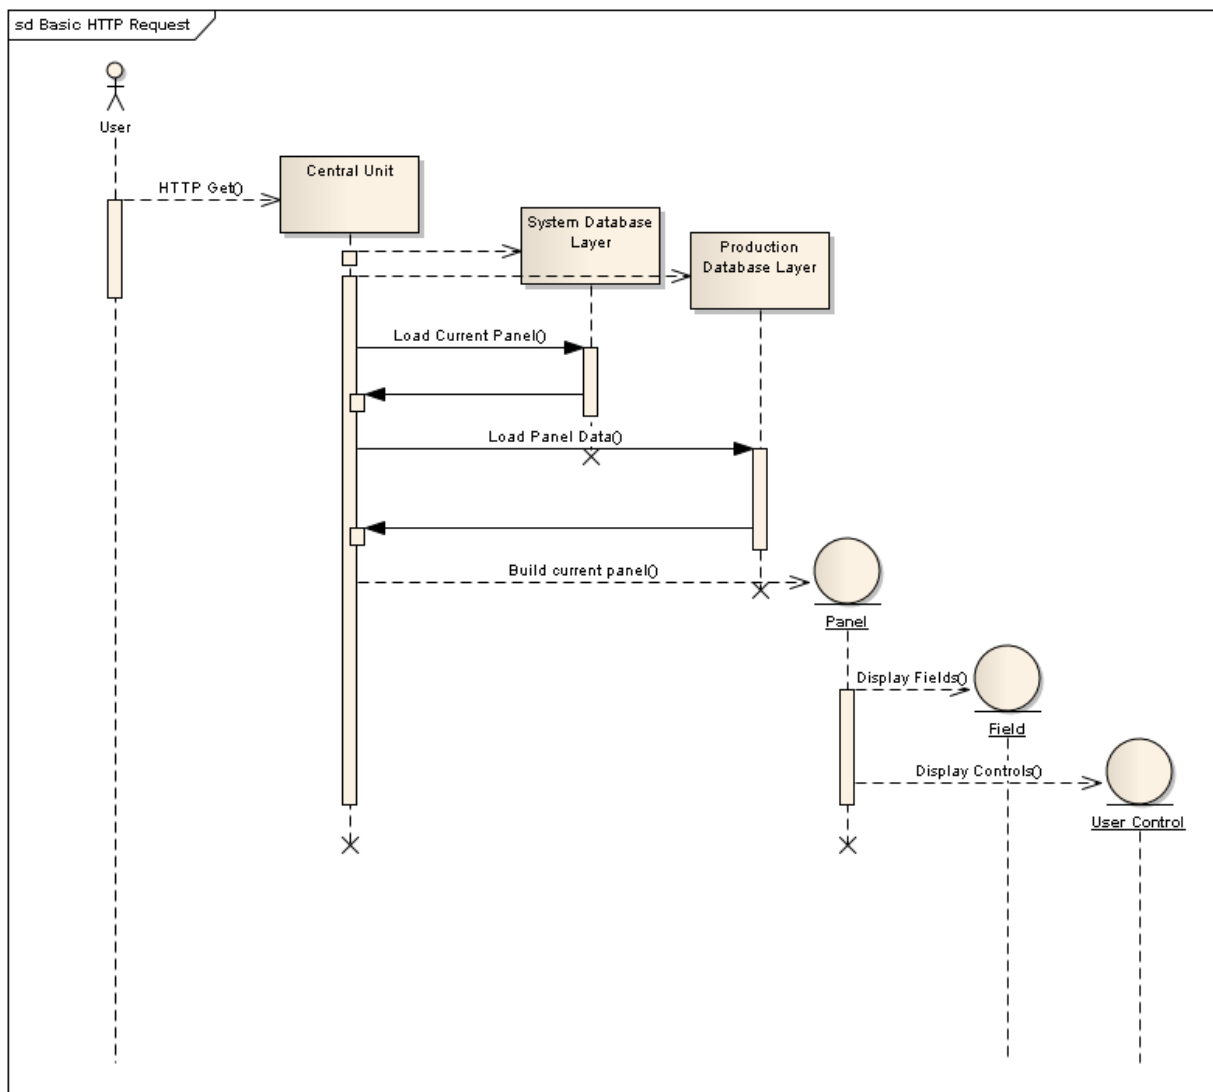 sd Basic HTTP Request
User
HTTP Get()
Central Unit
System Database
Layer
Production
Database Layer
Load Current Panel()
Load Panel Data()
Build current panel()
Panel
Display Fields()
Field
Display Controls()
User Control